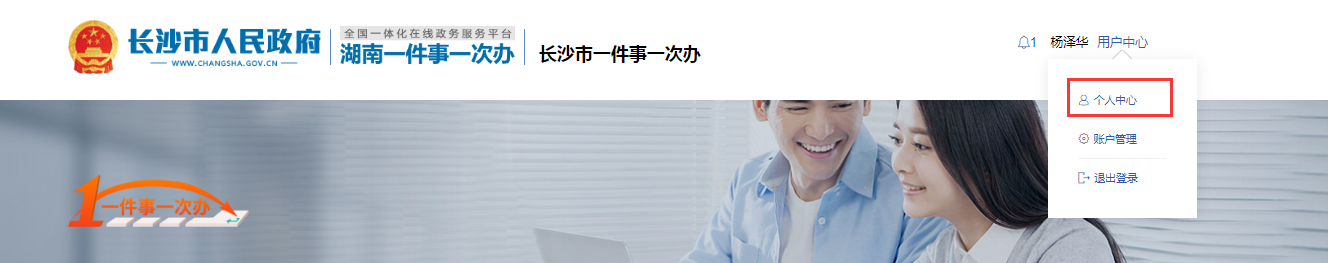 长沙市人民政府
WWW.CHANGSHA.GOV.CN
全国一体化在线政务服务平台
湖南一件事一次办
长沙市一件事一次办
1 杨泽华 用户中心
个人中心
账户管理
退出登录
1一件事一次办